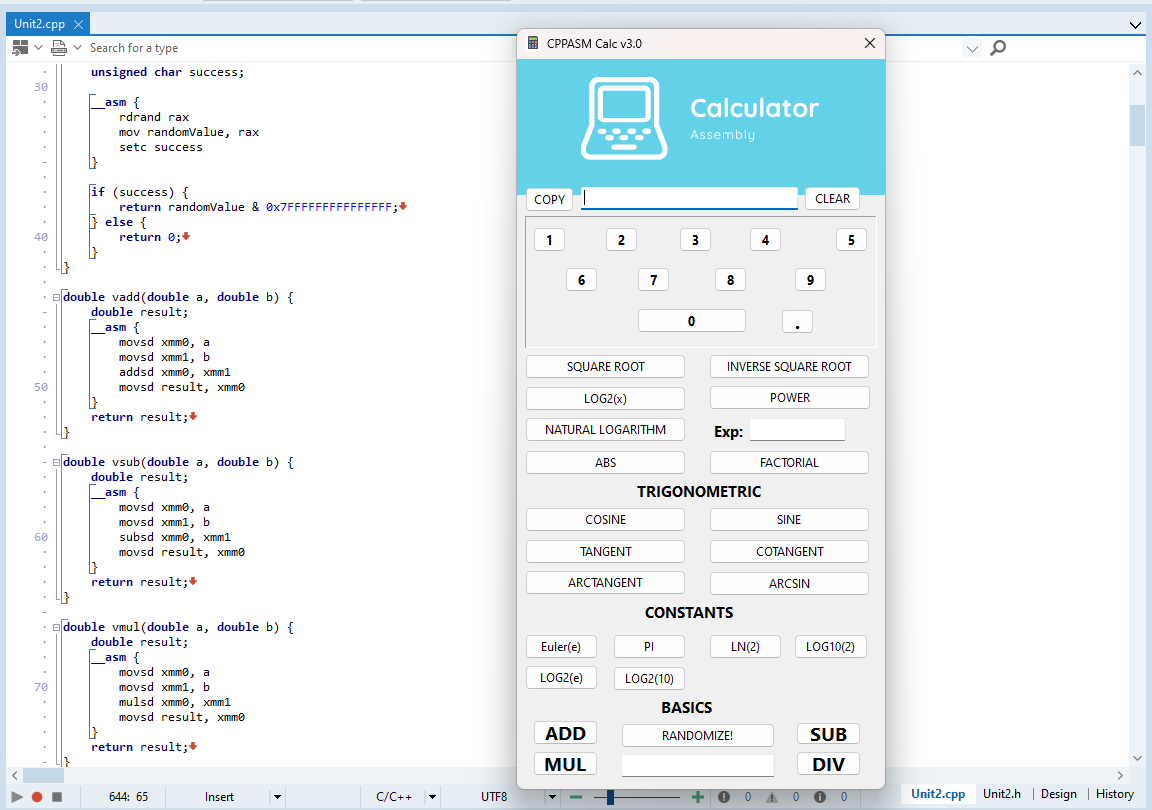 Unit2.cpp
Search for a type
unsigned char success;
30
__asm {
rdrand rax
mov randomValue, rax
setc success
}
if (success) {
return randomValue & 0x7FFFFFFFFFFFFFFF;
} else {
40 return 0;
}
}
double vadd(double a, double b) {
double result;
__asm {
movsd xmm0, a
movsd xmm1, b
addsd xmm0, xmm1
50 movsd result, xmm0
}
return result;
}
double vsub(double a, double b) {
double result;
__asm {
movsd xmm0, a
movsd xmm1, b
60 subsd xmm0, xmm1
movsd result, xmm0
}
return result;
}
double vmul(double a, double b) {
double result;
__asm {
movsd xmm0, a
70 movsd xmm1, b
mulsd xmm0, xmm1
movsd result, xmm0
}
return result;
}
CPPASM Calc v3.0
Calculator
Assembly
COPY CLEAR
1 2 3 4 5
6 7 8 9
0 .
SQUARE ROOT INVERSE SQUARE ROOT
LOG2(x) POWER
NATURAL LOGARITHM Exp:
ABS FACTORIAL
TRIGONOMETRIC
COSINE SINE
TANGENT COTANGENT
ARCTANGENT ARCSIN
CONSTANTS
Euler(e) PI LN(2) LOG10(2)
LOG2(e) LOG2(10)
BASICS
ADD RANDOMIZE! SUB
MUL DIV
644: 65 Insert C/C++ UTF8 0 0 0 Unit2.cpp Unit2.h Design History